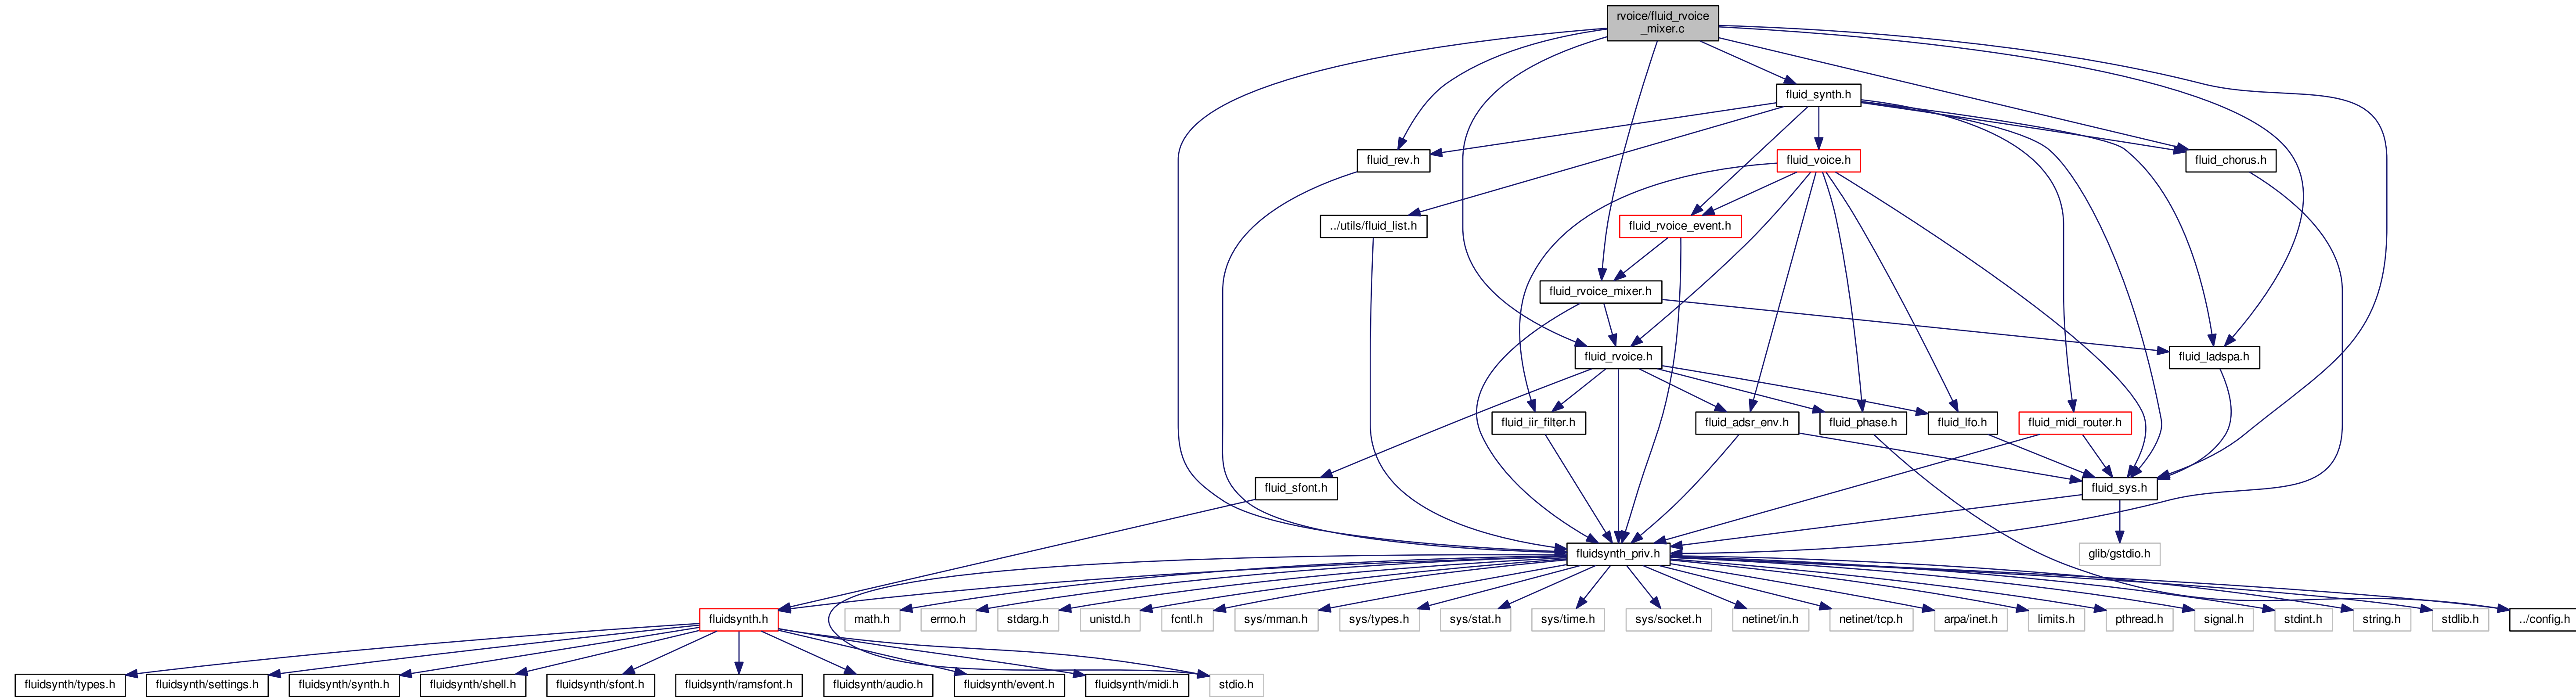 rvoice/fluid_rvoice
_mixer.c
fluid_synth.h
fluid_rev.h
fluid_voice.h
fluid_chorus.h
../utils/fluid_list.h
fluid_rvoice_event.h
fluid_rvoice_mixer.h
fluid_rvoice.h
fluid_ladspa.h
fluid_iir_filter.h
fluid_adsr_env.h
fluid_phase.h
fluid_lfo.h
fluid_midi_router.h
fluid_sfont.h
fluid_sys.h
fluidsynth_priv.h
glib/gstdio.h
fluidsynth.h
math.h
errno.h
stdarg.h
unistd.h
fcntl.h
sys/mman.h
sys/types.h
sys/stat.h
sys/time.h
sys/socket.h
netinet/in.h
netinet/tcp.h
arpa/inet.h
limits.h
pthread.h
signal.h
stdint.h
string.h
stdlib.h
../config.h
fluidsynth/types.h
fluidsynth/settings.h
fluidsynth/synth.h
fluidsynth/shell.h
fluidsynth/sfont.h
fluidsynth/ramsfont.h
fluidsynth/audio.h
fluidsynth/event.h
fluidsynth/midi.h
stdio.h